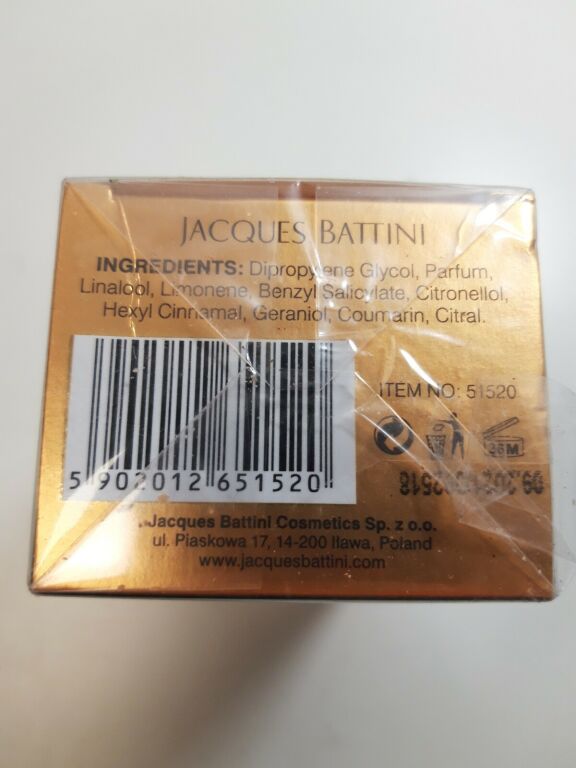 JACQUES BATTINI
INGREDIENTS: Dipropylene Glycol, Parfum,
Linalool, Limonene, Benzyl Salicylate, Citronellol,
Hexyl Cinnamal, Geraniol, Coumarin, Citral.
ITEM NO: 51520
36M
5 902012 651520
Jacques Battini Cosmetics Sp. z o.o.
ul. Piaskowa 17, 14-200 Iława, Poland
www.jacquesbattini.com